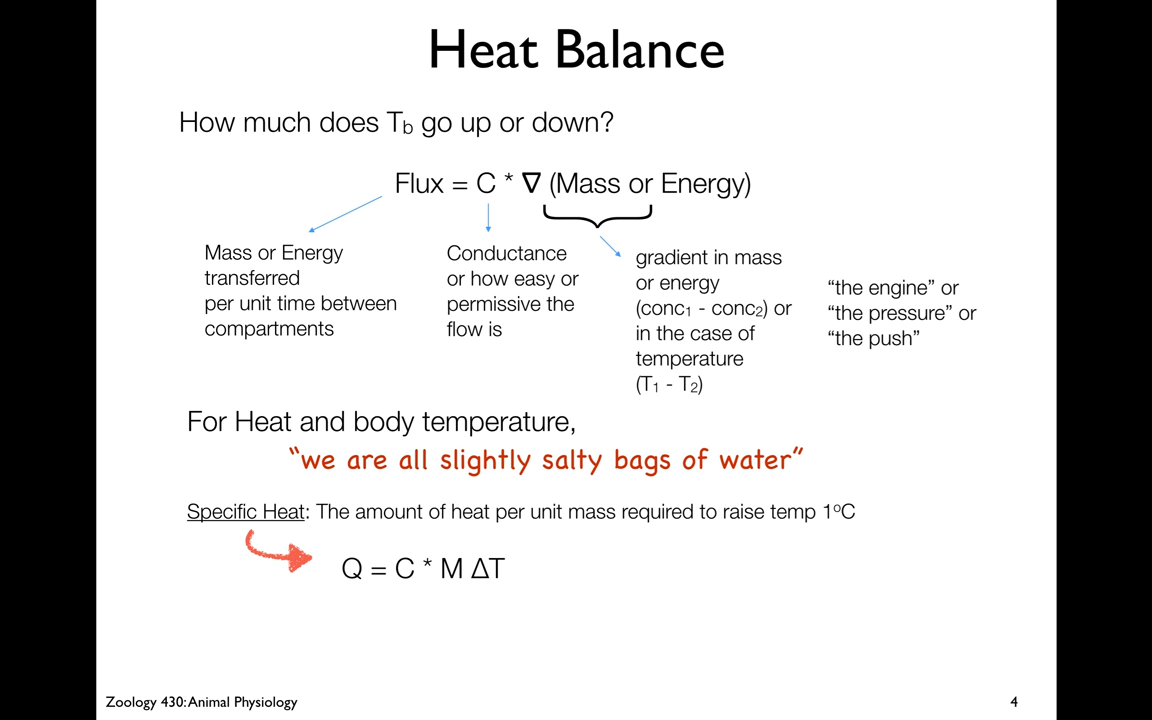 Heat Balance
How much does Tb go up or down?
Flux = C * ∇ (Mass or Energy)
Mass or Energy
transferred
per unit time between
compartments
Conductance
or how easy or
permissive the
flow is
gradient in mass
or energy
(conc1 - conc2) or
in the case of
temperature
(T1 - T2)
“the engine” or
“the pressure” or
“the push”
For Heat and body temperature,
“we are all slightly salty bags of water”
Specific Heat: The amount of heat per unit mass required to raise temp 1ºC
Q = C * M ΔT
Zoology 430: Animal Physiology
4